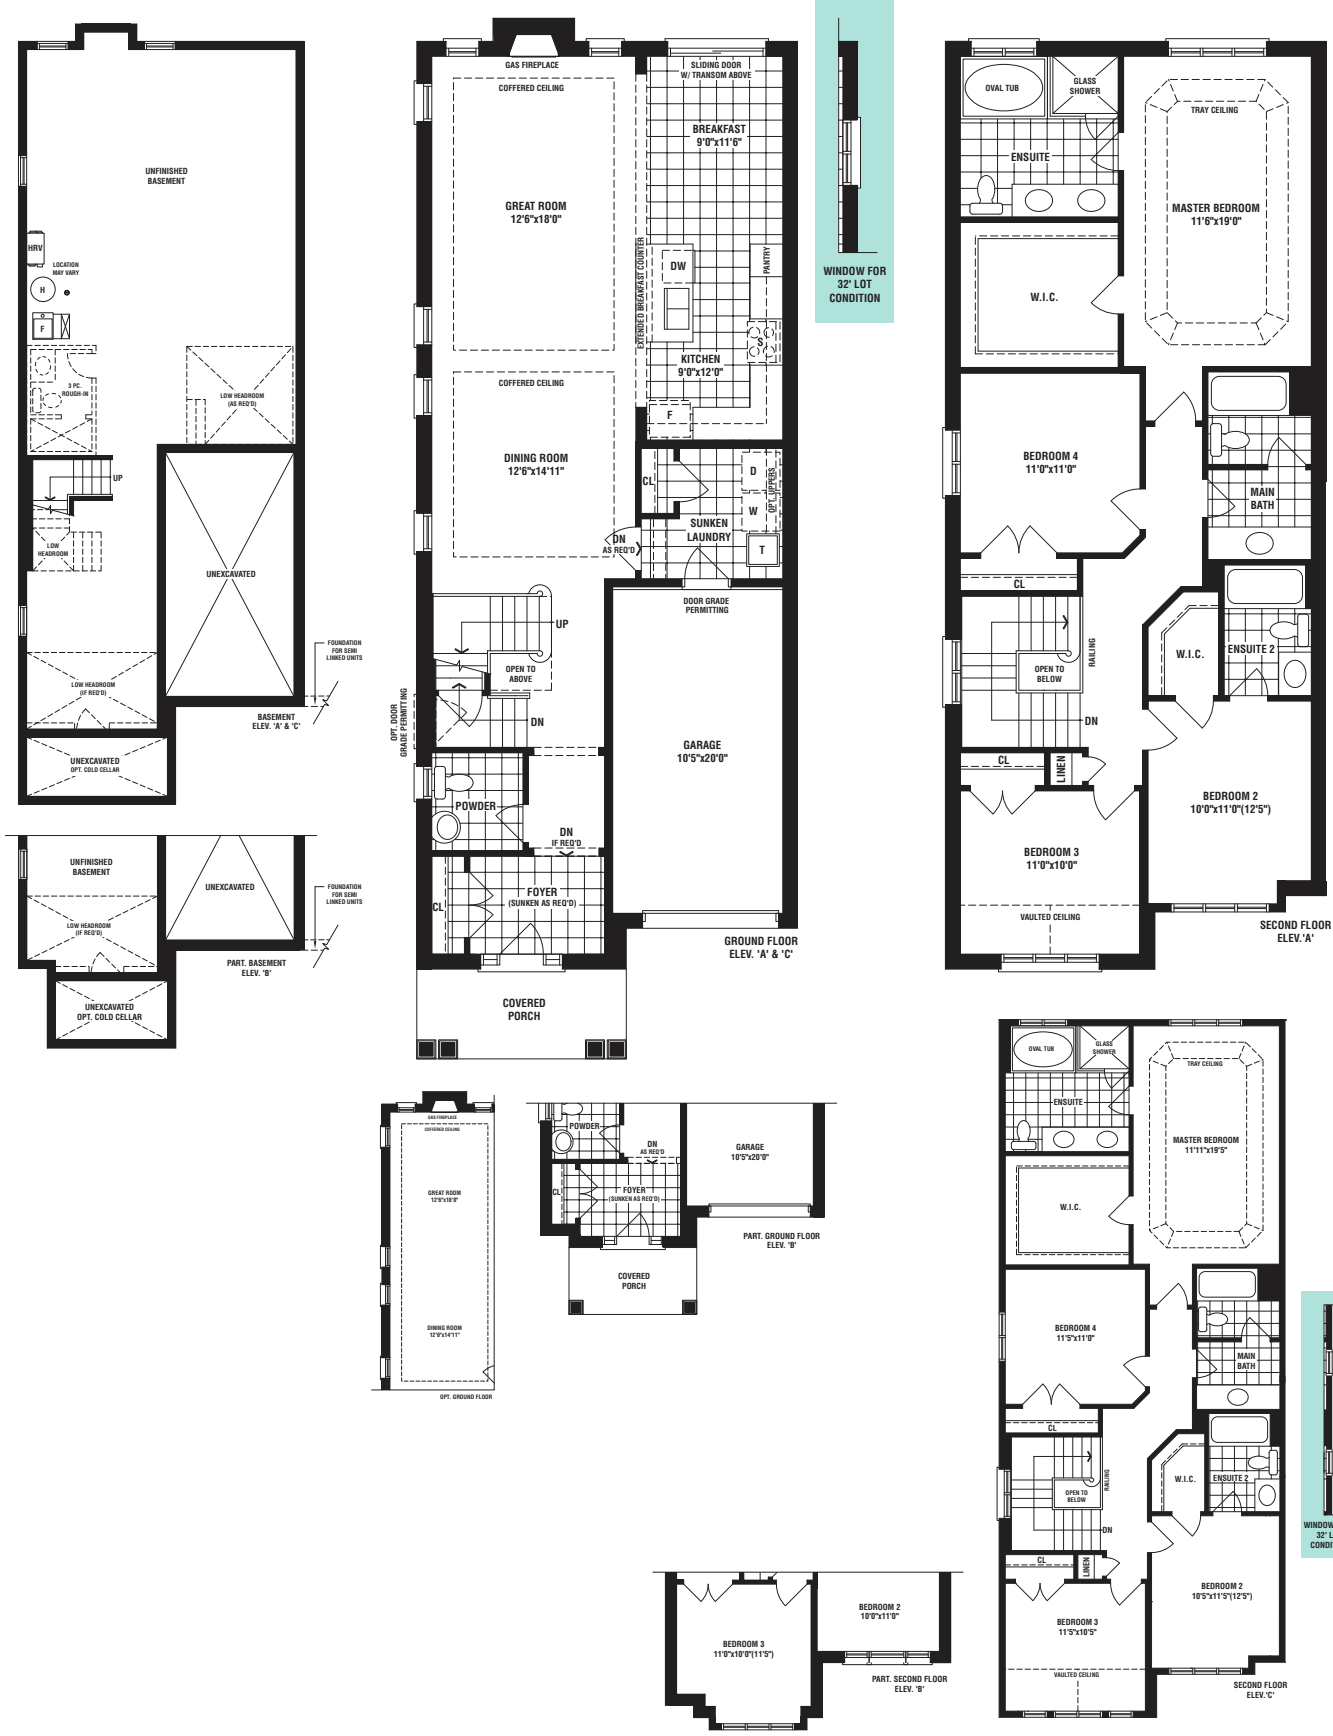 UNFINISHED
BASEMENT
HRV
LOCATION
MAY VARY
H
F
3 PC.
ROUGH-IN
LOW HEADROOM
(AS REQ'D)
UP
LOW
HEADROOM
UNEXCAVATED
FOUNDATION
FOR SEMI
LINKED UNITS
LOW HEADROOM
(IF REQ'D)
BASEMENT
ELEV. 'A' & 'C'
UNEXCAVATED
OPT. COLD CELLAR
UNFINISHED
BASEMENT
UNEXCAVATED
FOUNDATION
FOR SEMI
LINKED UNITS
LOW HEADROOM
(IF REQ'D)
PART. BASEMENT
ELEV. 'B'
UNEXCAVATED
OPT. COLD CELLAR
GAS FIREPLACE
COFFERED CEILING
SLIDING DOOR
W/ TRANSOM ABOVE
BREAKFAST
9'0"x11'6"
GREAT ROOM
12'6"x18'0"
EXTENDED BREAKFAST COUNTER
DW
PANTRY
S
KITCHEN
9'0"x12'0"
F
COFFERED CEILING
DINING ROOM
12'6"x14'11"
CL
D
W
OPT. UPPERS
SUNKEN
LAUNDRY
T
DN
AS REQ'D
DOOR GRADE
PERMITTING
UP
OPEN TO
ABOVE
DN
OPT. DOOR
GRADE PERMITTING
GARAGE
10'5"x20'0"
POWDER
DN
IF REQ'D
CL
FOYER
(SUNKEN AS REQ'D)
GROUND FLOOR
ELEV. 'A' & 'C'
COVERED
PORCH
WINDOW FOR
32' LOT
CONDITION
OVAL TUB
GLASS
SHOWER
TRAY CEILING
ENSUITE
MASTER BEDROOM
11'6"x19'0"
W.I.C.
BEDROOM 4
11'0"x11'0"
MAIN
BATH
CL
RAILING
W.I.C.
ENSUITE 2
OPEN TO
BELOW
DN
CL
LINEN
BEDROOM 2
10'0"x11'0"(12'5")
BEDROOM 3
11'0"x10'0"
VAULTED CEILING
SECOND FLOOR
ELEV.'A'
GAS FIREPLACE
COFFERED CEILING
GREAT ROOM
12'6"x18'0"
DINING ROOM
12'6"x14'11"
OPT. GROUND FLOOR
POWDER
DN
AS REQ'D
GARAGE
10'5"x20'0"
CL
FOYER
(SUNKEN AS REQ'D)
PART. GROUND FLOOR
ELEV. 'B'
COVERED
PORCH
OVAL TUB
GLASS
SHOWER
TRAY CEILING
ENSUITE
MASTER BEDROOM
11'11"x19'5"
W.I.C.
BEDROOM 4
11'5"x11'0"
MAIN
BATH
CL
RAILING
W.I.C.
ENSUITE 2
OPEN TO
BELOW
DN
CL
LINEN
BEDROOM 2
10'5"x11'5"(12'5")
BEDROOM 3
11'5"x10'5"
VAULTED CEILING
SECOND FLOOR
ELEV.'C'
WINDOW
32' L
CONDIT
BEDROOM 2
10'0"x11'0"
BEDROOM 3
11'0"x10'0"(11'5")
PART. SECOND FLOOR
ELEV. 'B'